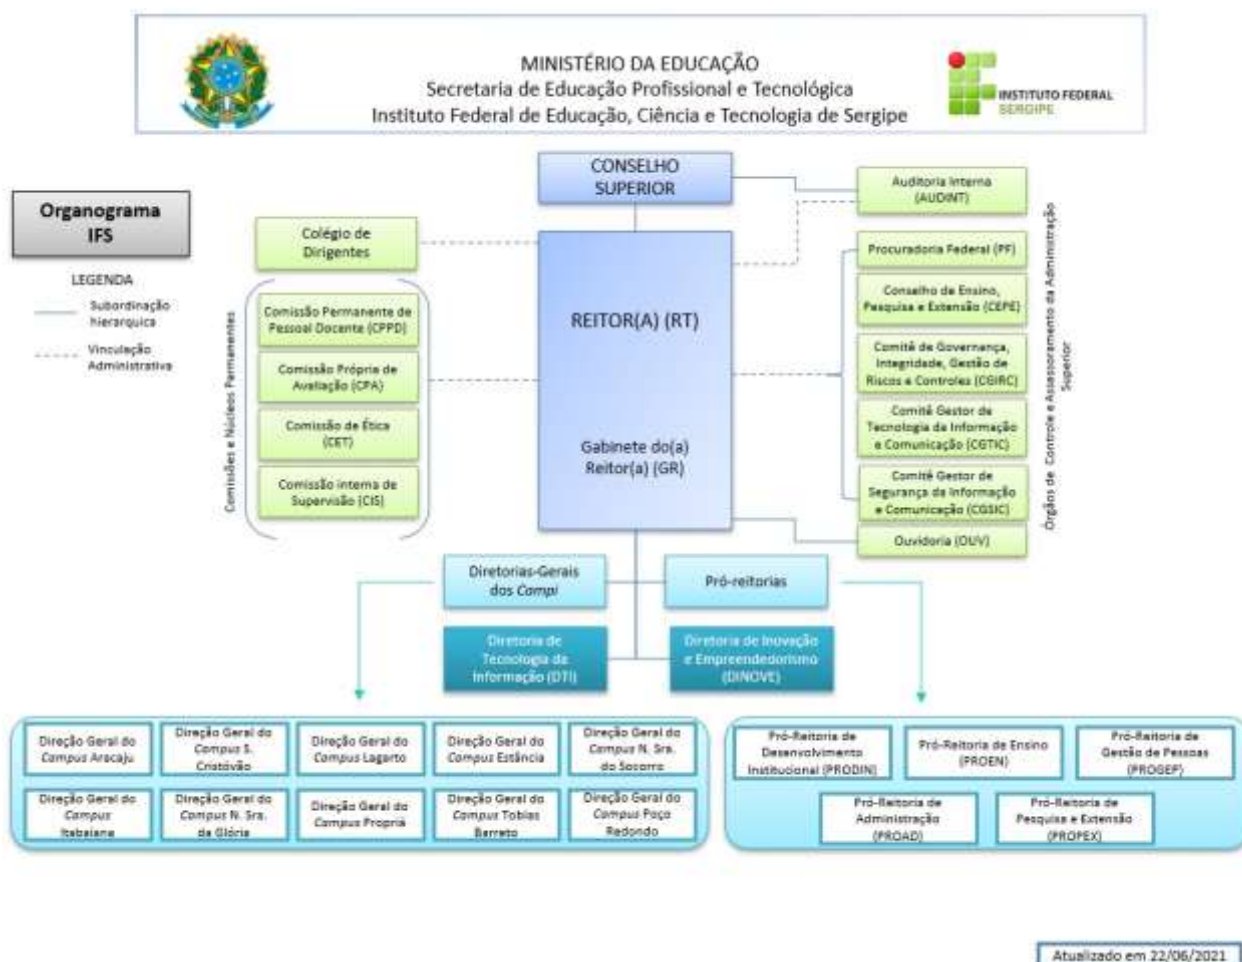 MINISTÉRIO DA EDUCAÇÃO
Secretaria de Educação Profissional e Tecnológica
Instituto Federal de Educação, Ciência e Tecnologia de Sergipe
INSTITUTO FEDERAL
SERGIPE
Organograma
IFS
LEGENDA
Subordinação
hierarquica
Vinculação
Administrativa
CONSELHO
SUPERIOR
Colégio de
Dirigentes
Comissões e Núcleos Permanentes
Comissão Permanente de
Pessoal Docente (CPPD)
Comissão Própria de
Avaliação (CPA)
Comissão de Ética
(CET)
Comissão interna de
Supervisão (CIS)
REITOR(A) (RT)
Gabinete do(a)
Reitor(a) (GR)
Auditoria Interna
(AUDINT)
Procuradoria Federal (PF)
Conselho de Ensino,
Pesquisa e Extensão (CEPE)
Comitê de Governança,
Integridade, Gestão de
Riscos e Controles (CGIRC)
Comitê Gestor de
Tecnologia da Informação
e Comunicação (CGTIC)
Comitê Gestor de
Segurança da Informação
e Comunicação (CGSIC)
Ouvidoria (OUV)
Órgãos de Controle e Assessoramento da Administração
Superior
Diretorias-Gerais
dos Campi
Pró-reitorias
Diretoria de
Tecnologia da
Informação (DTI)
Diretoria de Inovação
e Empreendedorismo
(DINOVE)
Direção Geral do
Campus Aracaju
Direção Geral do
Campus S.
Cristóvão
Direção Geral do
Campus Lagarto
Direção Geral do
Campus Estância
Direção Geral do
Campus N. Sra.
do Socorro
Direção Geral do
Campus
Itabaiana
Direção Geral do
Campus N. Sra.
da Glória
Direção Geral do
Campus Propriá
Direção Geral do
Campus Tobias
Barreto
Direção Geral do
Campus Poço
Redondo
Pró-Reitoria de
Desenvolvimento
Institucional (PRODIN)
Pró-Reitoria de Ensino
(PROEN)
Pró-Reitoria de
Gestão de Pessoas
(PROGEP)
Pró-Reitoria de
Administração
(PROAD)
Pró-Reitoria de
Pesquisa e Extensão
(PROPEX)
Atualizado em 22/06/2021